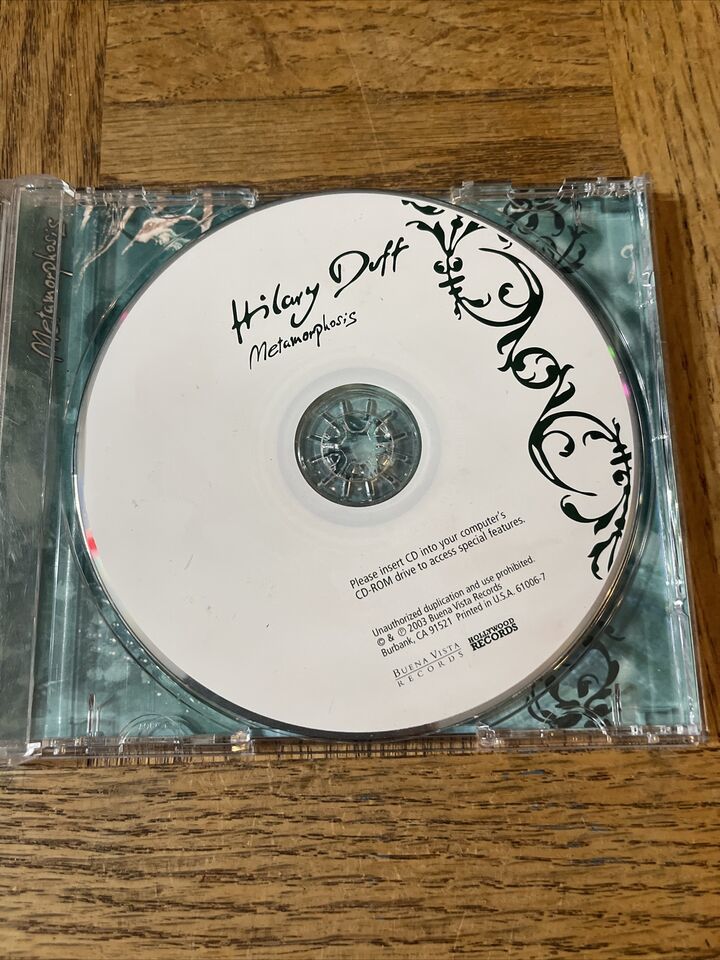 Metamorphosis
Hilary Duff
Metamorphosis
Please insert CD into your computer's
CD-ROM drive to access special features.
Unauthorized duplication and use prohibited.
© & ℗ 2003 Buena Vista Records
Burbank, CA 91521 Printed in U.S.A. 61006-7
BUENA VISTA
RECORDS
HOLLYWOOD
RECORDS